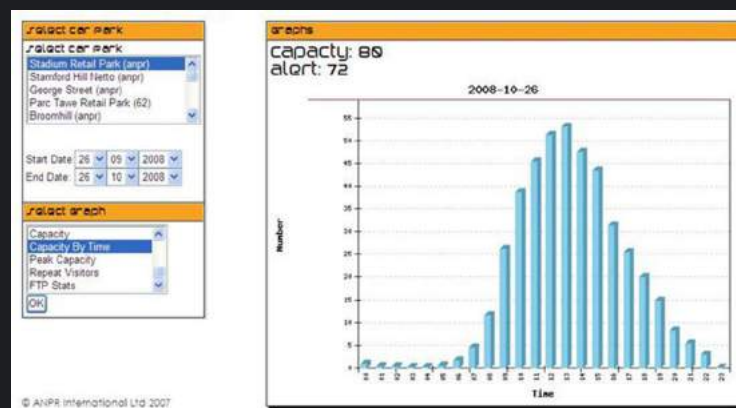 select car park
select car park
Stadium Retail Park (anpr)
Stamford Hill Netto (anpr)
George Street (anpr)
Parc Tawe Retail Park (62)
Broomhill (anpr)
Start Date: 26 09 2008
End Date: 26 10 2008
select graph
Capacity
Capacity By Time
Peak Capacity
Repeat Visitors
FTP Stats
OK
© ANPR International Ltd 2007
graphs
capacity: 80
alert: 72
2008-10-26
Number
Time